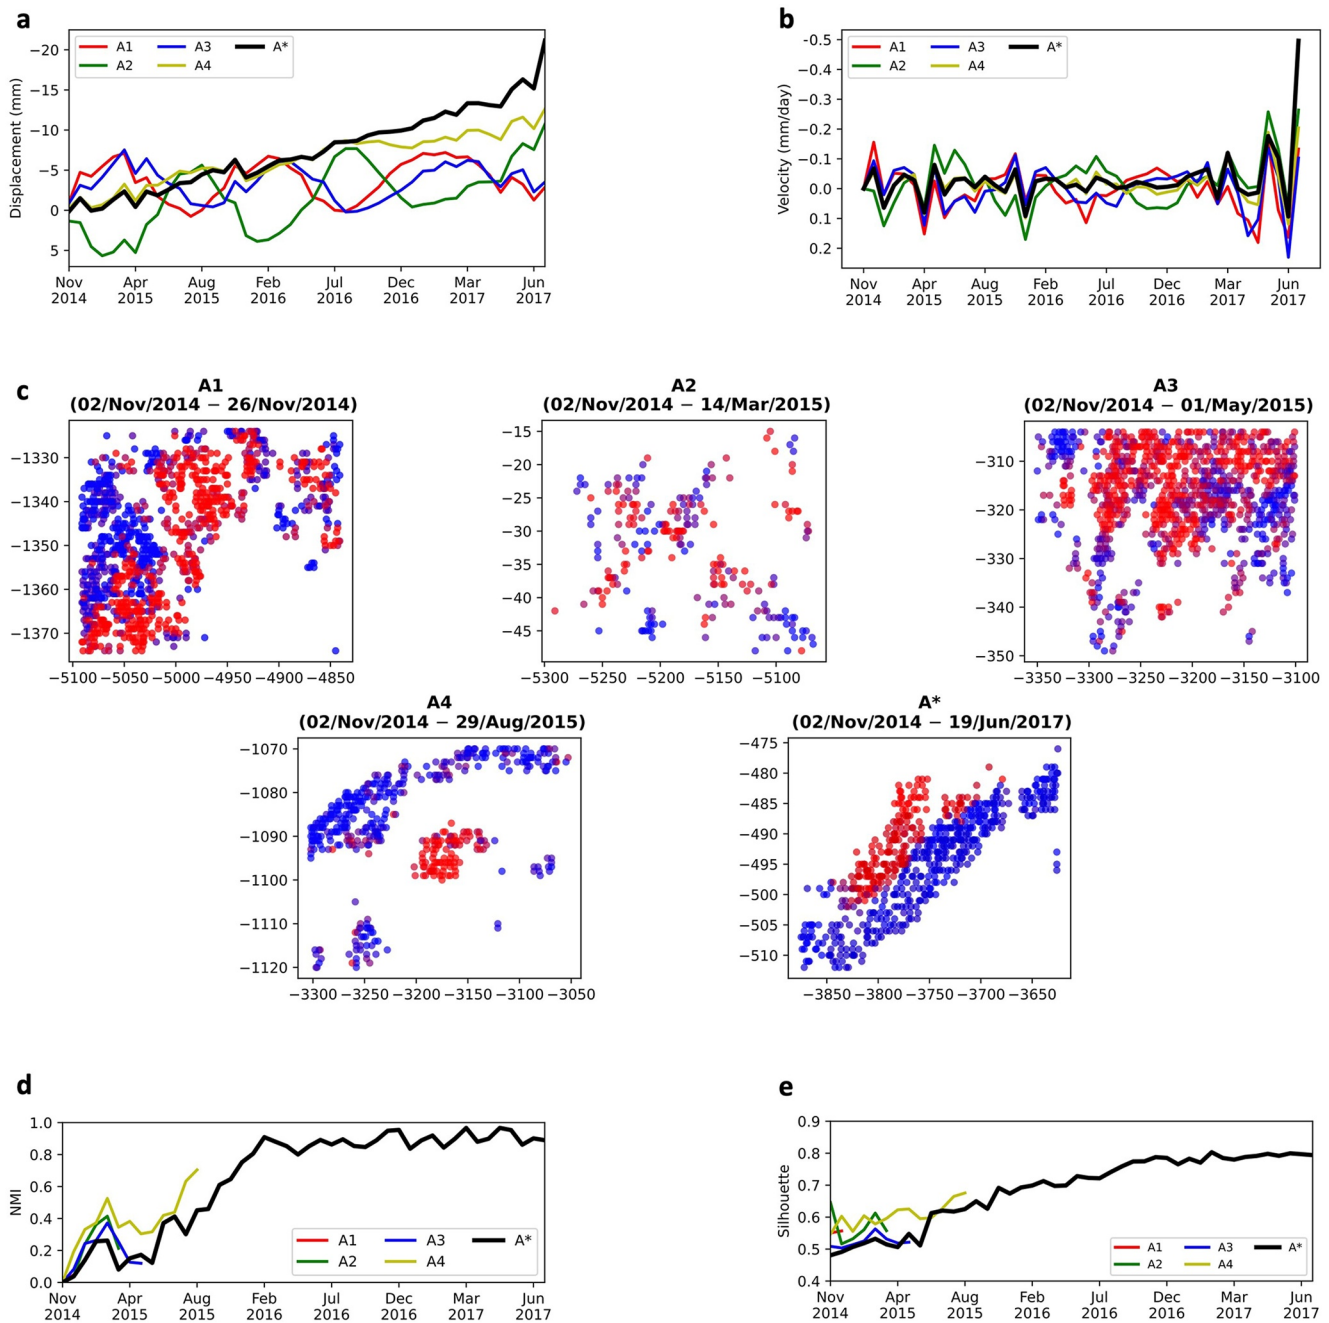 a
A1 A3 A*
A2 A4
Displacement (mm)
−20
−15
−10
−5
0
5
Nov Apr Aug Feb Jul Dec Mar Jun
2014 2015 2015 2016 2016 2016 2017 2017
b
A1 A3 A*
A2 A4
Velocity (mm/day)
-0.5
-0.4
-0.3
-0.2
-0.1
0.0
0.1
0.2
Nov Apr Aug Feb Jul Dec Mar Jun
2014 2015 2015 2016 2016 2016 2017 2017
c
A1
(02/Nov/2014 − 26/Nov/2014)
−1330
−1340
−1350
−1360
−1370
−5100 −5050 −5000 −4950 −4900 −4850
A2
(02/Nov/2014 − 14/Mar/2015)
−15
−20
−25
−30
−35
−40
−45
−5300 −5250 −5200 −5150 −5100
A3
(02/Nov/2014 − 01/May/2015)
−310
−320
−330
−340
−350
−3350 −3300 −3250 −3200 −3150 −3100
A4
(02/Nov/2014 − 29/Aug/2015)
−1070
−1080
−1090
−1100
−1110
−1120
−3300 −3250 −3200 −3150 −3100 −3050
A*
(02/Nov/2014 − 19/Jun/2017)
−475
−480
−485
−490
−495
−500
−505
−510
−3850 −3800 −3750 −3700 −3650
d
NMI
1.0
0.8
0.6
0.4
0.2
0.0
A1 A3 A*
A2 A4
Nov Apr Aug Feb Jul Dec Mar Jun
2014 2015 2015 2016 2016 2016 2017 2017
e
Silhouette
0.9
0.8
0.7
0.6
0.5
0.4
A1 A3 A*
A2 A4
Nov Apr Aug Feb Jul Dec Mar Jun
2014 2015 2015 2016 2016 2016 2017 2017